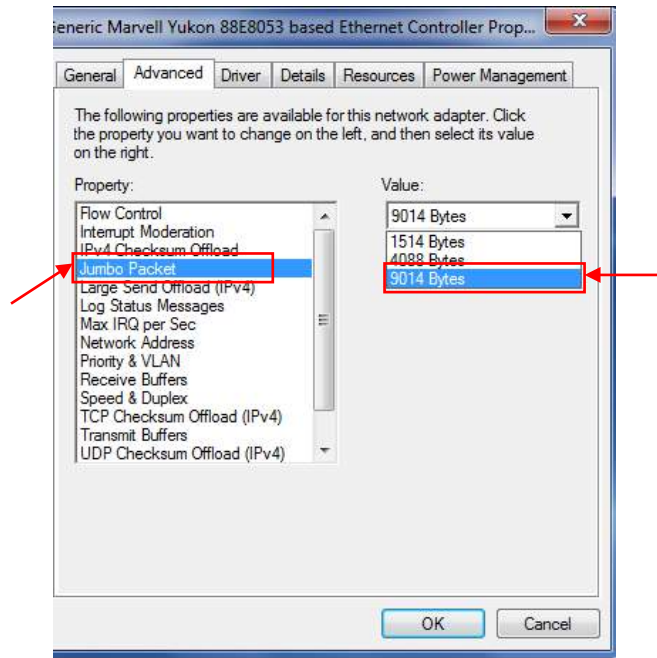 eneric Marvell Yukon 88E8053 based Ethernet Controller Prop...
General Advanced Driver Details Resources Power Management
The following properties are available for this network adapter. Click
the property you want to change on the left, and then select its value
on the right.
Property:
Flow Control
Interrupt Moderation
IPv4 Checksum Offload
Jumbo Packet
Large Send Offload (IPv4)
Log Status Messages
Max IRQ per Sec
Network Address
Priority & VLAN
Receive Buffers
Speed & Duplex
TCP Checksum Offload (IPv4)
Transmit Buffers
UDP Checksum Offload (IPv4)
Value:
9014 Bytes
1514 Bytes
4088 Bytes
9014 Bytes
OK Cancel